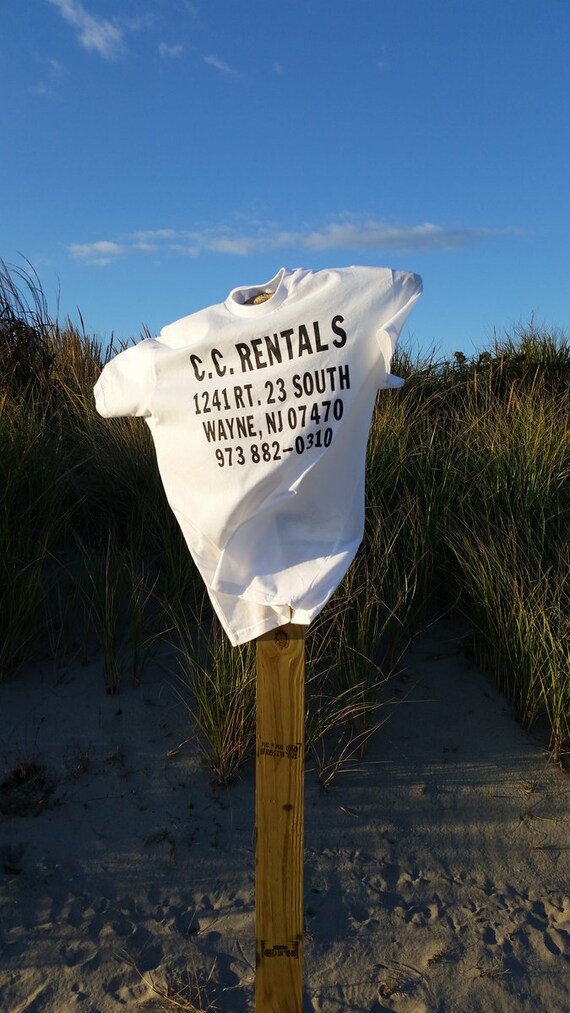 C.C. RENTALS
1241 RT. 23 SOUTH
WAYNE, NJ 07470
973 882-0310